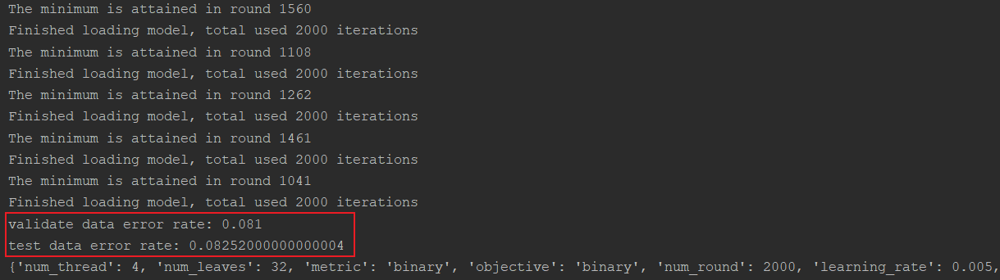 The minimum is attained in round 1560
Finished loading model, total used 2000 iterations
The minimum is attained in round 1108
Finished loading model, total used 2000 iterations
The minimum is attained in round 1262
Finished loading model, total used 2000 iterations
The minimum is attained in round 1461
Finished loading model, total used 2000 iterations
The minimum is attained in round 1041
Finished loading model, total used 2000 iterations
validate data error rate: 0.081
test data error rate: 0.08252000000000004
{'num_thread': 4, 'num_leaves': 32, 'metric': 'binary', 'objective': 'binary', 'num_round': 2000, 'learning_rate': 0.005,